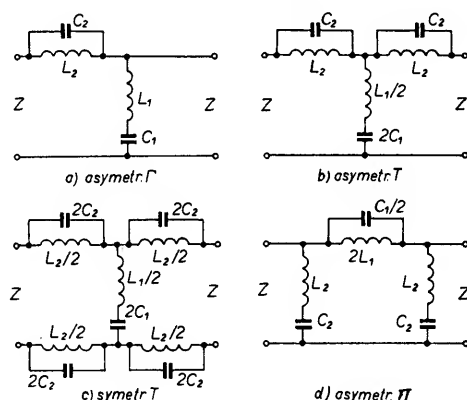 C₂
L₂
L₁
Z Z
C₁
a) asymetr. Γ
C₂ C₂
L₂ L₂
L₁/2
Z Z
2C₁
b) asymetr. T
2C₂ 2C₂
L₂/2 L₂/2
L₁/2
Z Z
2C₁
L₂/2 L₂/2
2C₂ 2C₂
c) symetr. T
C₁/2
2L₁
L₂ L₂
Z Z
C₂ C₂
d) asymetr. π